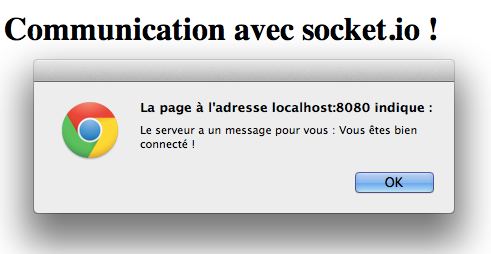 Communication avec socket.io !
La page à l'adresse localhost:8080 indique :
Le serveur a un message pour vous : Vous êtes bien
connecté !
OK